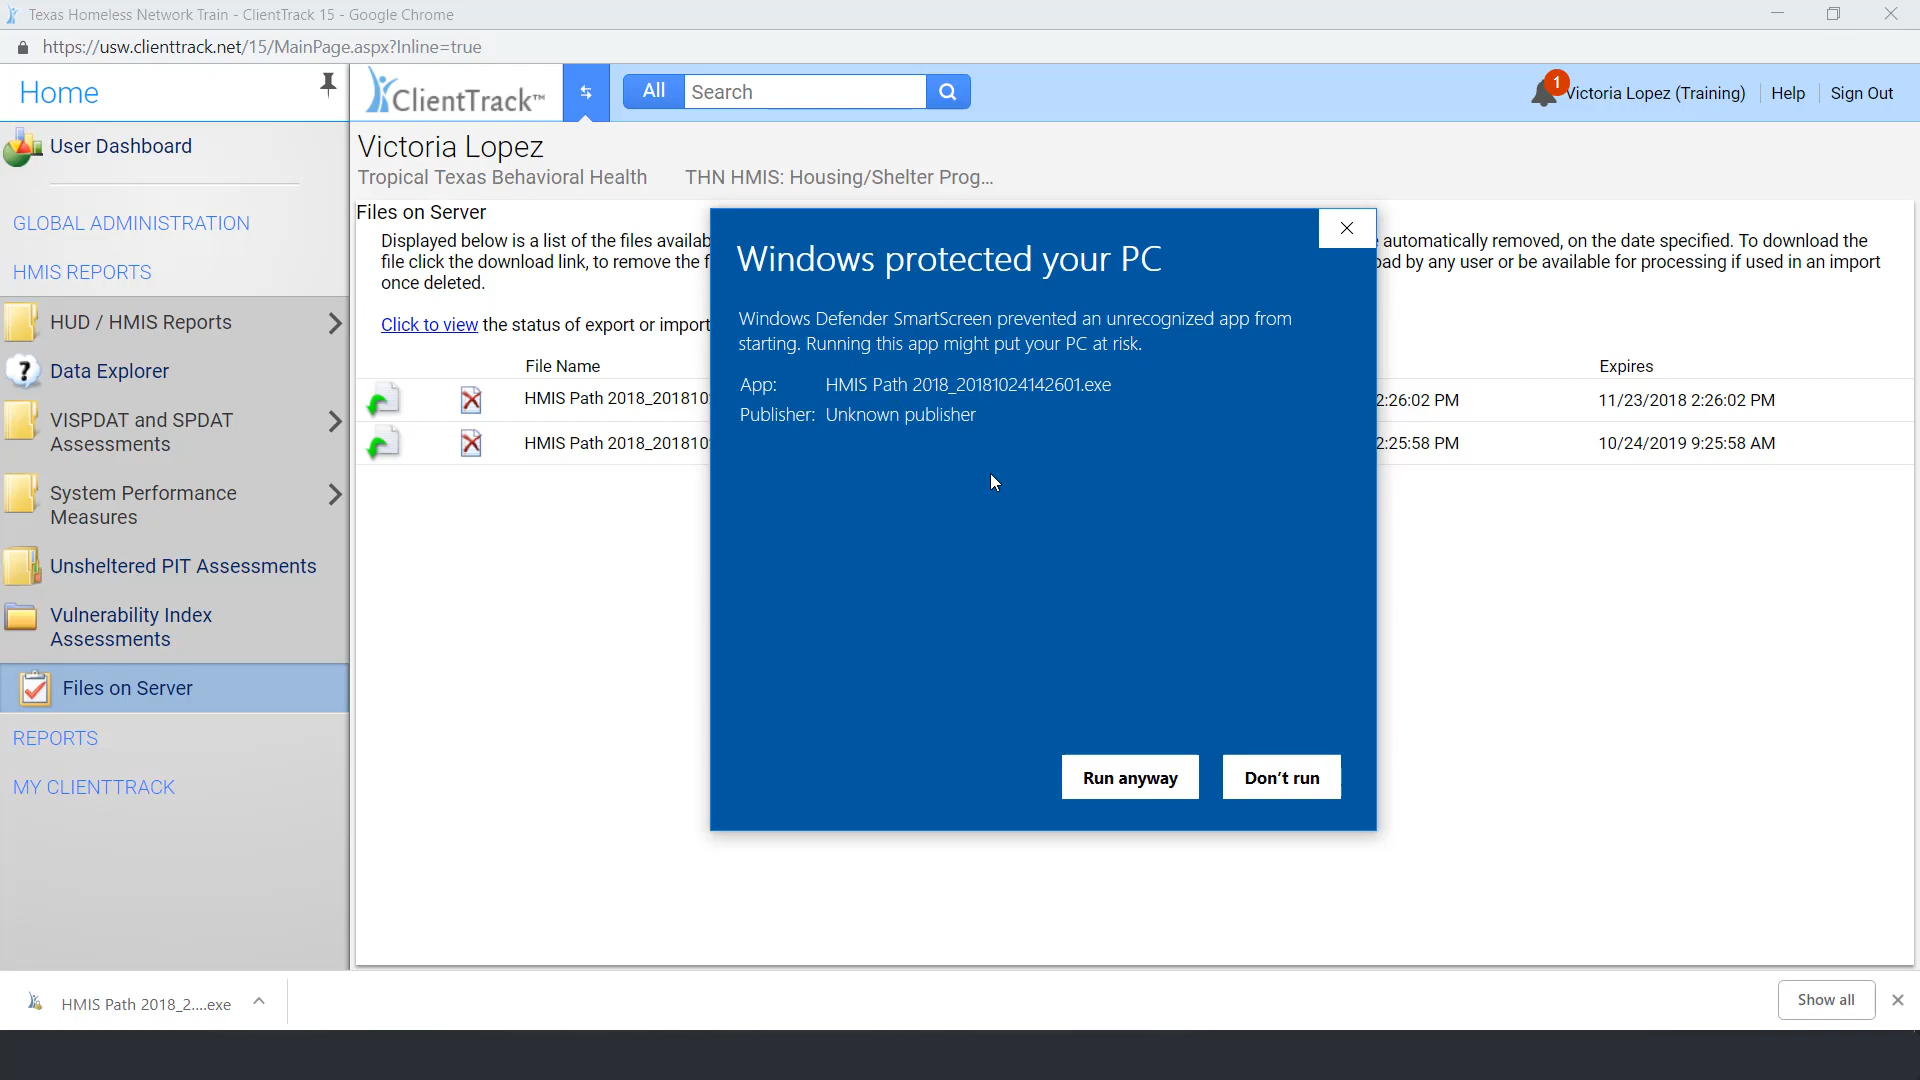 Texas Homeless Network Train - ClientTrack 15 - Google Chrome
https://usw.clienttrack.net/15/MainPage.aspx?Inline=true
Home
ClientTrack™
All
Search
1
Victoria Lopez (Training)
Help
Sign Out
User Dashboard
GLOBAL ADMINISTRATION
HMIS REPORTS
HUD / HMIS Reports
Data Explorer
VISPDAT and SPDAT
Assessments
System Performance
Measures
Unsheltered PIT Assessments
Vulnerability Index
Assessments
Files on Server
REPORTS
MY CLIENTTRACK
Victoria Lopez
Tropical Texas Behavioral Health
THN HMIS: Housing/Shelter Prog...
Files on Server
Displayed below is a list of the files
automatically removed, on the date specified. To download the
file click the download link, to remove the
by any user or be available for processing if used in an import
once deleted.
Click to view the status of export or import
File Name
Expires
HMIS Path 2018_201810
2:26:02 PM
11/23/2018 2:26:02 PM
HMIS Path 2018_201810
2:25:58 PM
10/24/2019 9:25:58 AM
Windows protected your PC
Windows Defender SmartScreen prevented an unrecognized app from
starting. Running this app might put your PC at risk.
App: HMIS Path 2018_20181024142601.exe
Publisher: Unknown publisher
Run anyway
Don't run
HMIS Path 2018_2....exe
Show all